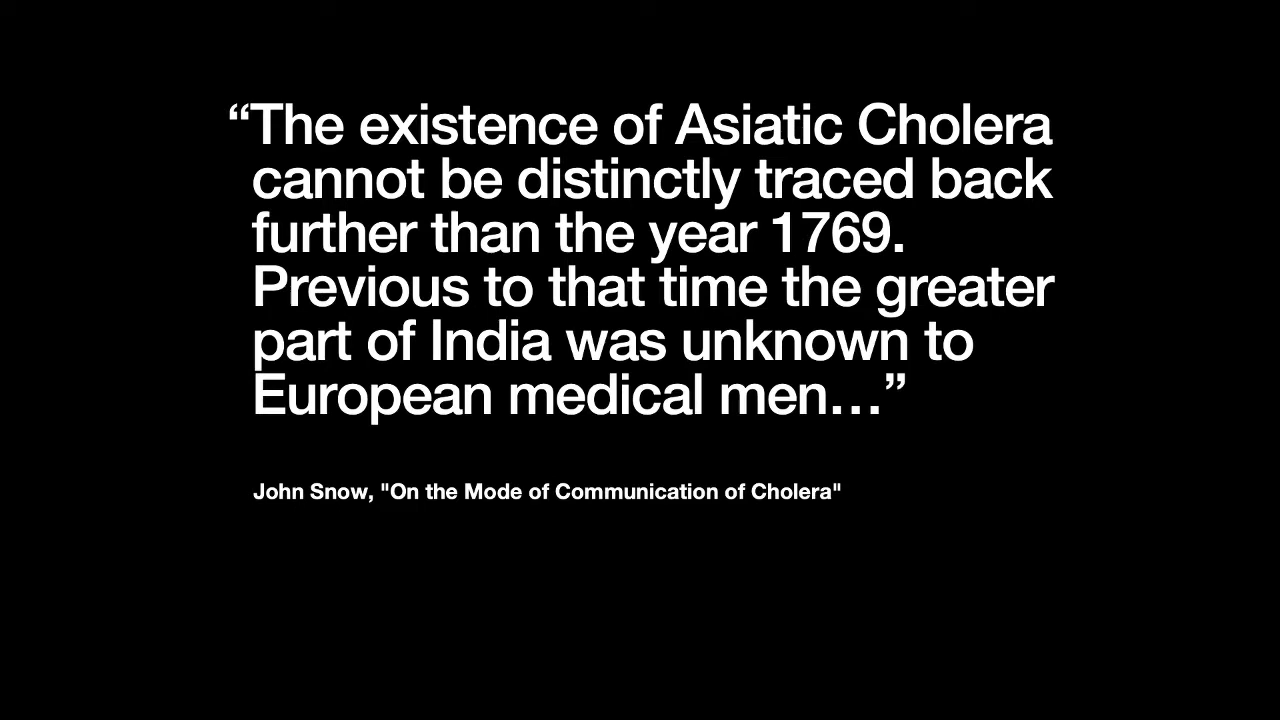 “The existence of Asiatic Cholera
cannot be distinctly traced back
further than the year 1769.
Previous to that time the greater
part of India was unknown to
European medical men…”
John Snow, "On the Mode of Communication of Cholera"